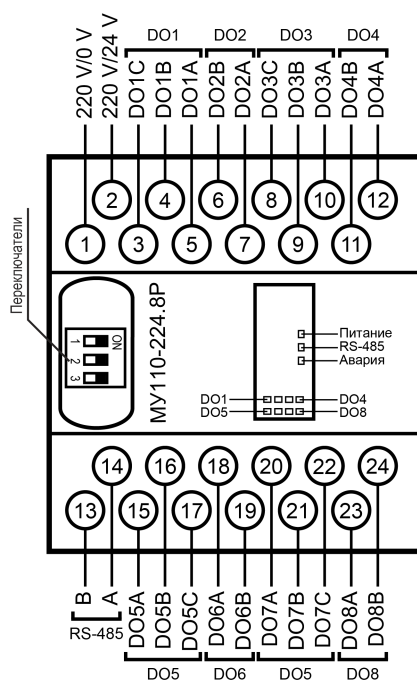 DO1 DO2 DO3 DO4
220 V/0 V
220 V/24 V
DO1C
DO1B
DO1A
DO2B
DO2A
DO3C
DO3B
DO3A
DO4B
DO4A
2 4 6 8 10 12
1 3 5 7 9 11
Переключатели
ON
1
2
3
МУ110-224.8Р
Питание
RS-485
Авария
DO1 DO4
DO5 DO8
14 16 18 20 22 24
13 15 17 19 21 23
B
A
DO5A
DO5B
DO5C
DO6A
DO6B
DO7A
DO7B
DO7C
DO8A
DO8B
RS-485
DO5 DO6 DO5 DO8